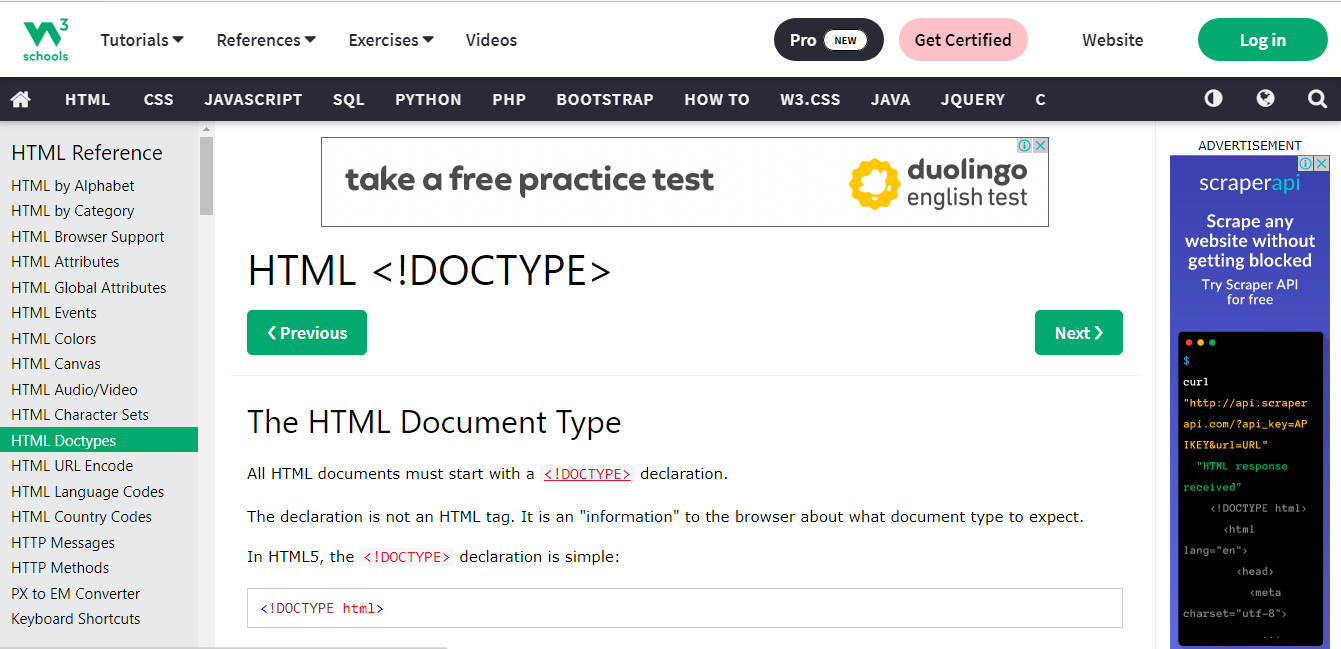 W3
schools
Tutorials
References
Exercises
Videos
Pro NEW
Get Certified
Website
Log in
HTML
CSS
JAVASCRIPT
SQL
PYTHON
PHP
BOOTSTRAP
HOW TO
W3.CSS
JAVA
JQUERY
C
HTML Reference
HTML by Alphabet
HTML by Category
HTML Browser Support
HTML Attributes
HTML Global Attributes
HTML Events
HTML Colors
HTML Canvas
HTML Audio/Video
HTML Character Sets
HTML Doctypes
HTML URL Encode
HTML Language Codes
HTML Country Codes
HTTP Messages
HTTP Methods
PX to EM Converter
Keyboard Shortcuts
take a free practice test
duolingo
english test
HTML <!DOCTYPE>
❮ Previous
Next ❯
The HTML Document Type
All HTML documents must start with a <!DOCTYPE> declaration.
The declaration is not an HTML tag. It is an "information" to the browser about what document type to expect.
In HTML5, the <!DOCTYPE> declaration is simple:
<!DOCTYPE html>
ADVERTISEMENT
scraperapi
Scrape any
website without
getting blocked
Try Scraper API
for free
$
curl
"http://api.scraper
api.com/?api_key=AP
IKEY&url=URL"
"HTML response
received"
<!DOCTYPE html>
<html
lang="en">
<head>
<meta
charset="utf-8">
...